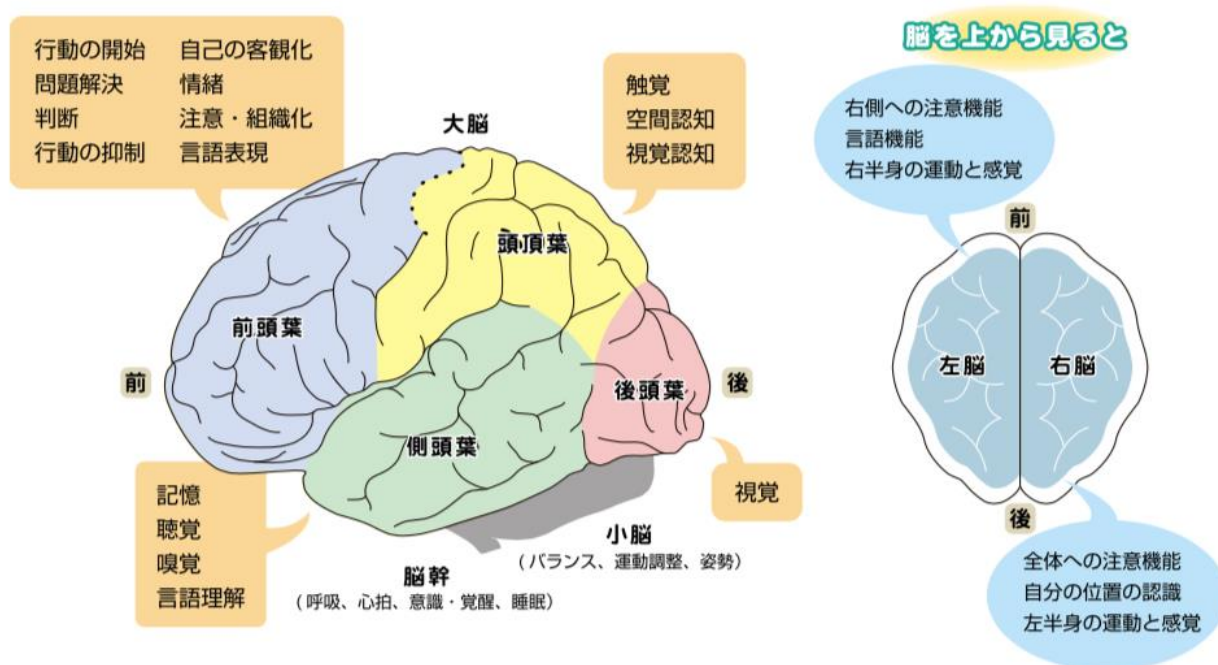 行動の開始 自己の客観化
問題解決 情緒
判断 注意・組織化
行動の抑制 言語表現
大脳
触覚
空間認知
視覚認知
前頭葉
頭頂葉
側頭葉
後頭葉
前
後
記憶
聴覚
嗅覚
言語理解
視覚
小脳
(バランス、運動調整、姿勢)
脳幹
(呼吸、心拍、意識・覚醒、睡眠)
脳を上から見ると
右側への注意機能
言語機能
右半身の運動と感覚
前
左脳 右脳
後
全体への注意機能
自分の位置の認識
左半身の運動と感覚